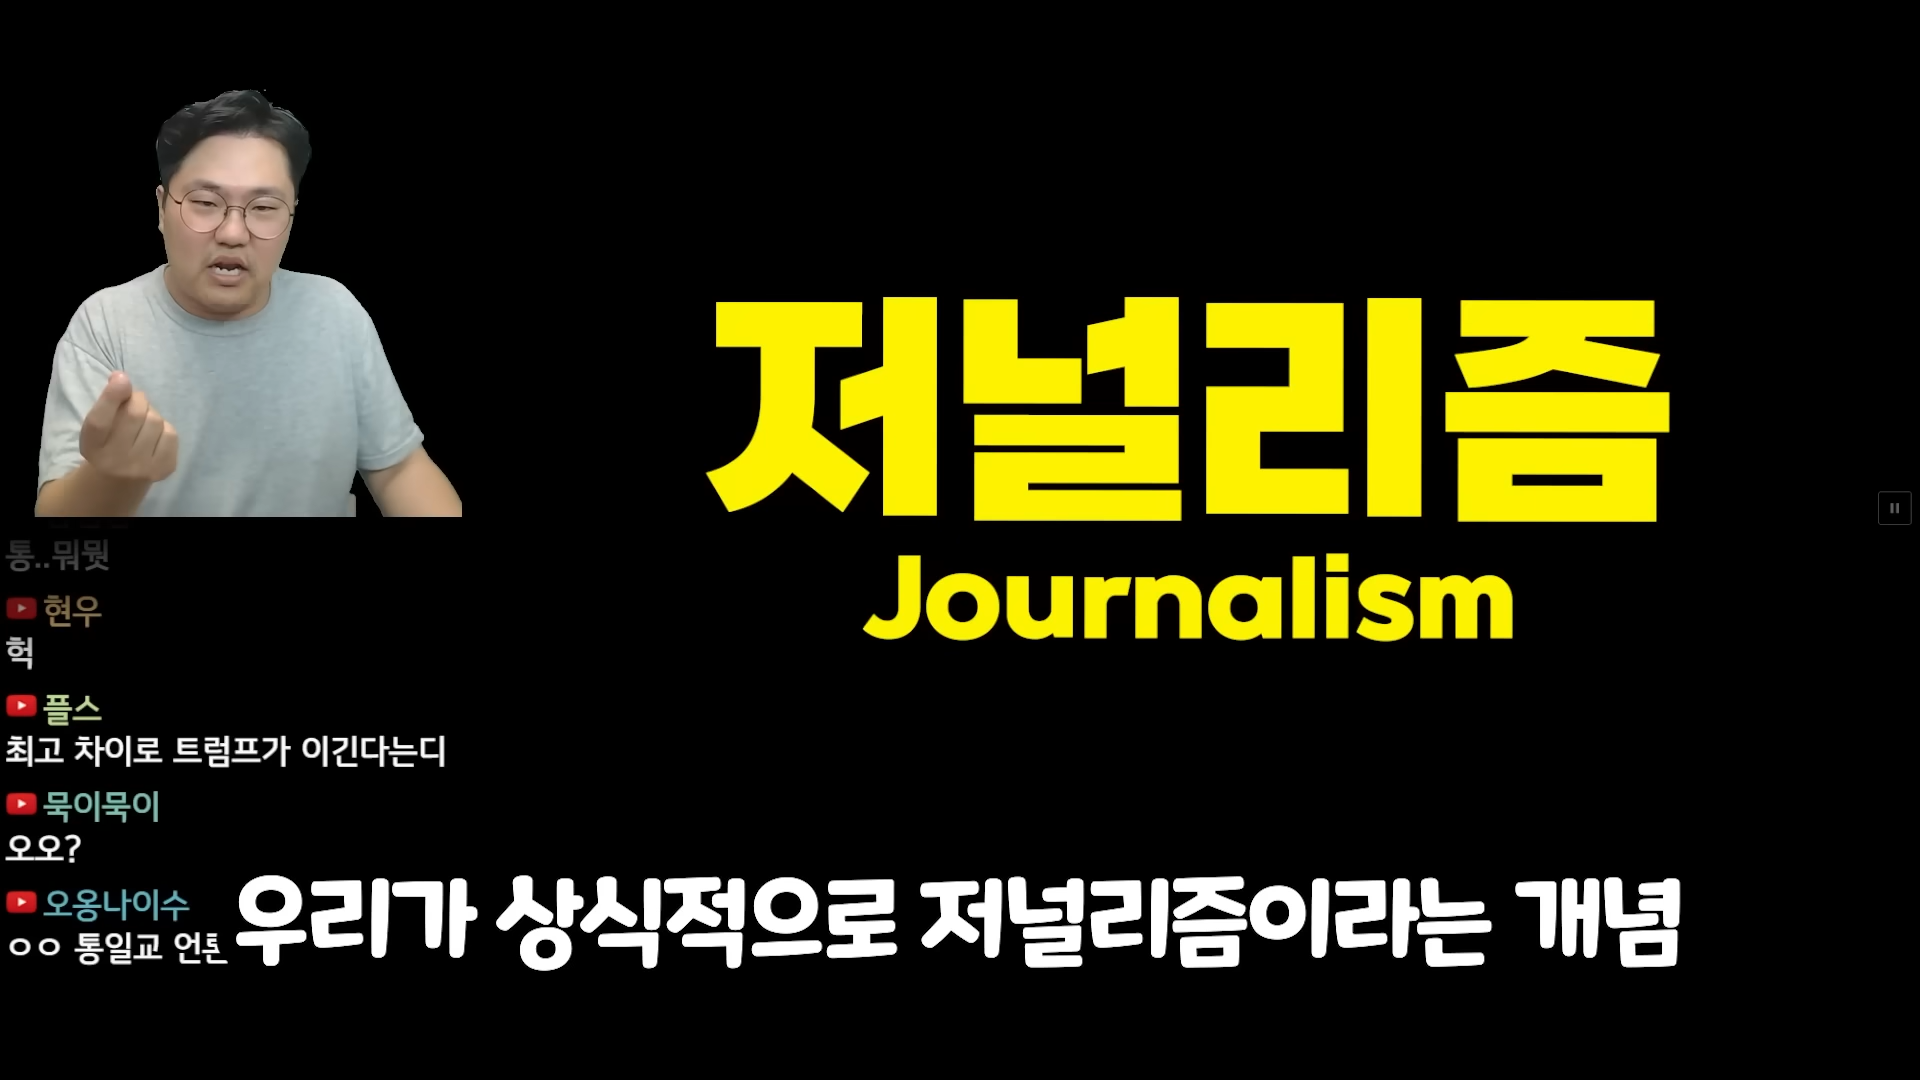 저널리즘
Journalism
통..뭐뭣
현우
헉
플스
최고 차이로 트럼프가 이긴다는디
묵이묵이
오오?
오옹나이수
ㅇㅇ 통일교 언론
우리가 상식적으로 저널리즘이라는 개념